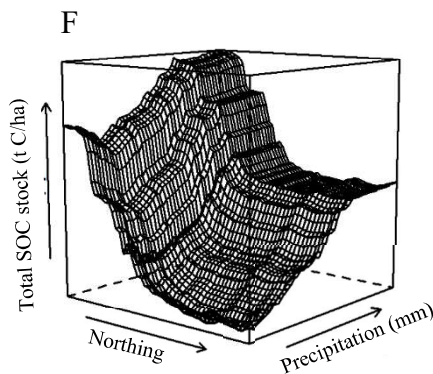 F
Total SOC stock (t C/ha)
Northing
Precipitation (mm)